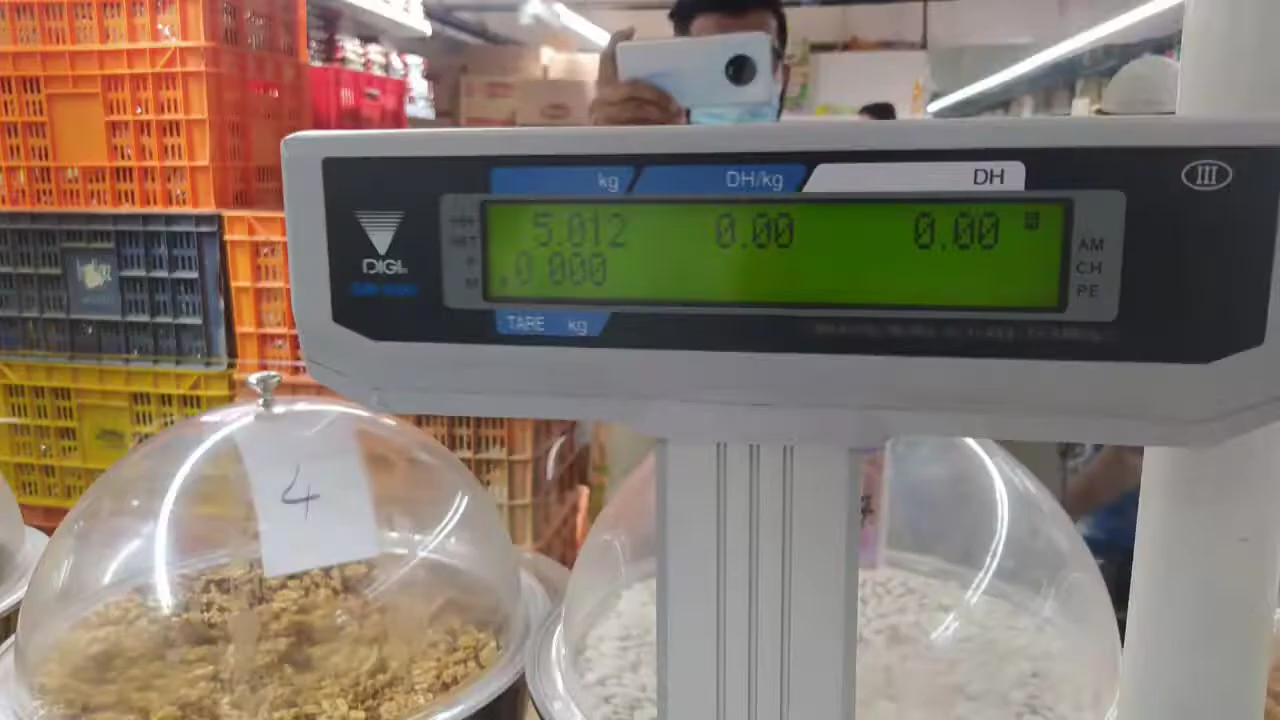 kg DH/kg DH
III
5.012 0.00 0.00
.0 000
DIGI
AM
CH
PE
TARE kg
4